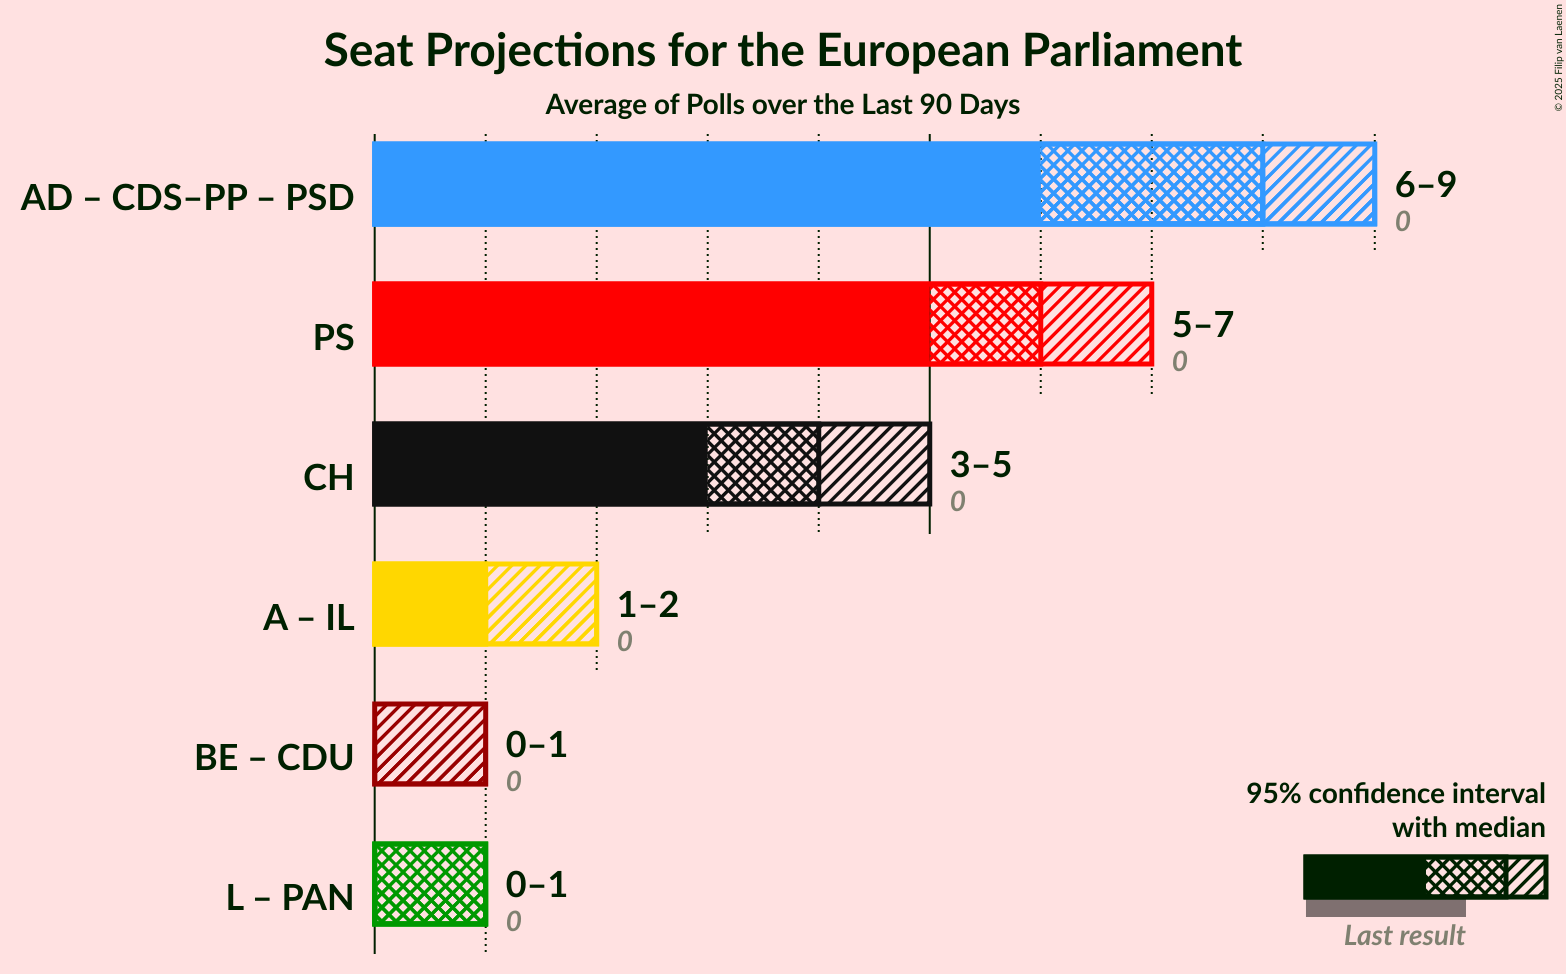 Seat Projections for the European Parliament
Average of Polls over the Last 90 Days
© 2025 Filip van Laenen
AD – CDS–PP – PSD
6–9
0
PS
5–7
0
CH
3–5
0
A – IL
1–2
0
BE – CDU
0–1
0
L – PAN
0–1
0
95% confidence interval
with median
Last result